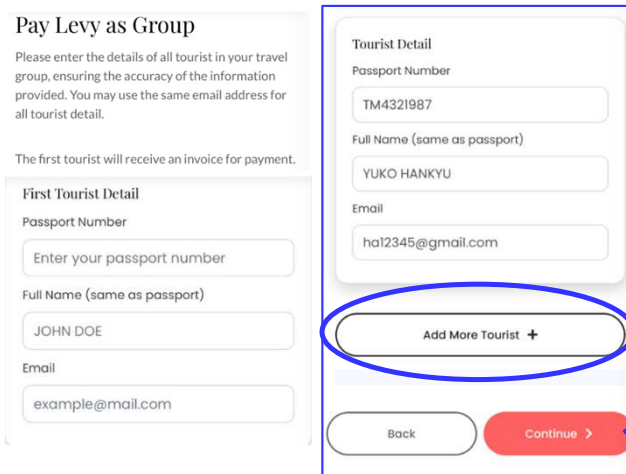 Pay Levy as Group
Please enter the details of all tourist in your travel
group, ensuring the accuracy of the information
provided. You may use the same email address for
all tourist detail.
The first tourist will receive an invoice for payment.
First Tourist Detail
Passport Number
Enter your passport number
Full Name (same as passport)
JOHN DOE
Email
example@mail.com
Tourist Detail
Passport Number
TM4321987
Full Name (same as passport)
YUKO HANKYU
Email
ha12345@gmail.com
Add More Tourist +
Back
Continue >